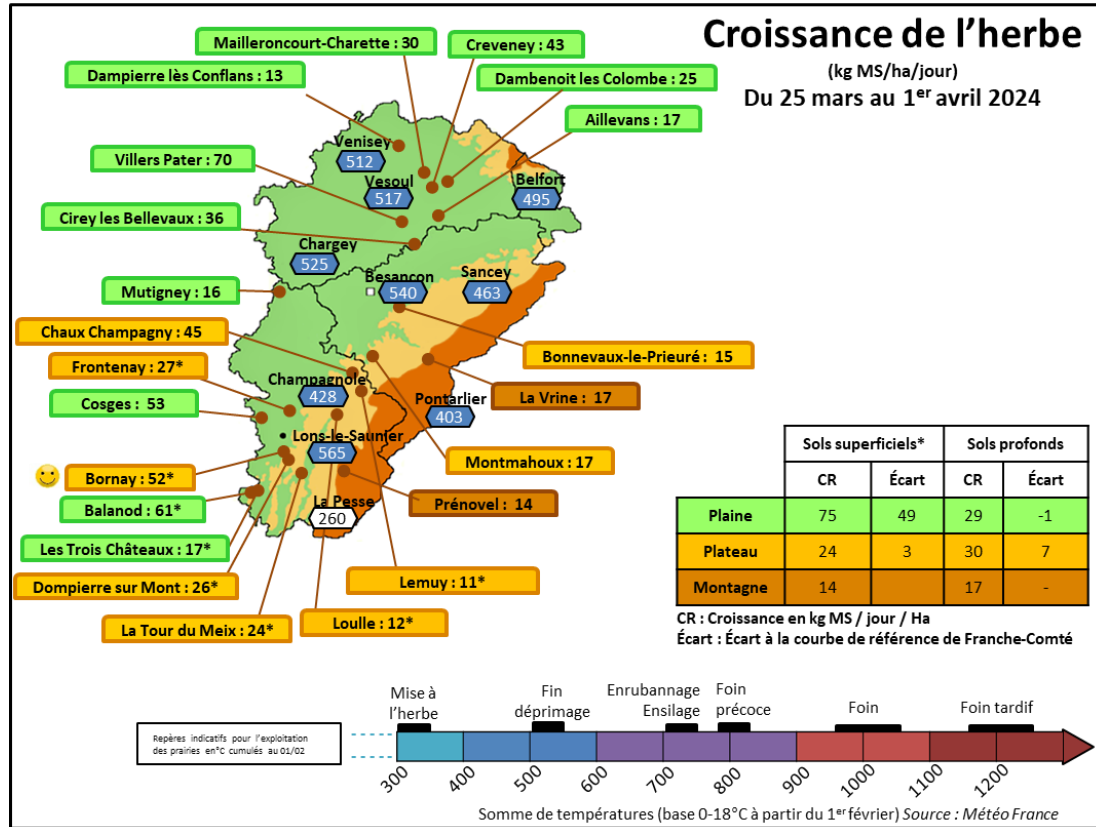 Croissance de l’herbe
(kg MS/ha/jour)
Du 25 mars au 1er avril 2024
Mailleroncourt-Charette : 30
Creveney : 43
Dampierre lès Conflans : 13
Dambenoit les Colombe : 25
Aillevans : 17
Venisey
512
Villers Pater : 70
Vesoul
517
Belfort
495
Cirey les Bellevaux : 36
Chargey
525
Besançon
540
Sancey
463
Mutigney : 16
Chaux Champagny : 45
Bonnevaux-le-Prieuré : 15
Frontenay : 27*
Champagnole
428
Pontarlier
403
La Vrine : 17
Cosges : 53
Lons-le-Saunier
565
Montmahoux : 17
Bornay : 52*
Balanod : 61*
La Pesse
260
Prénovel : 14
Les Trois Châteaux : 17*
Dompierre sur Mont : 26*
Lemuy : 11*
La Tour du Meix : 24*
Loulle : 12*
Sols superficiels* Sols profonds
CR Écart CR Écart
Plaine 75 49 29 -1
Plateau 24 3 30 7
Montagne 14 17 -
CR : Croissance en kg MS / jour / Ha
Écart : Écart à la courbe de référence de Franche-Comté
Repères indicatifs pour l’exploitation
des prairies en°C cumulés au 01/02
Mise à
l’herbe
Fin
déprimage
Enrubannage
Ensilage
Foin
précoce
Foin
Foin tardif
300 400 500 600 700 800 900 1000 1100 1200
Somme de températures (base 0-18°C à partir du 1er février) Source : Météo France